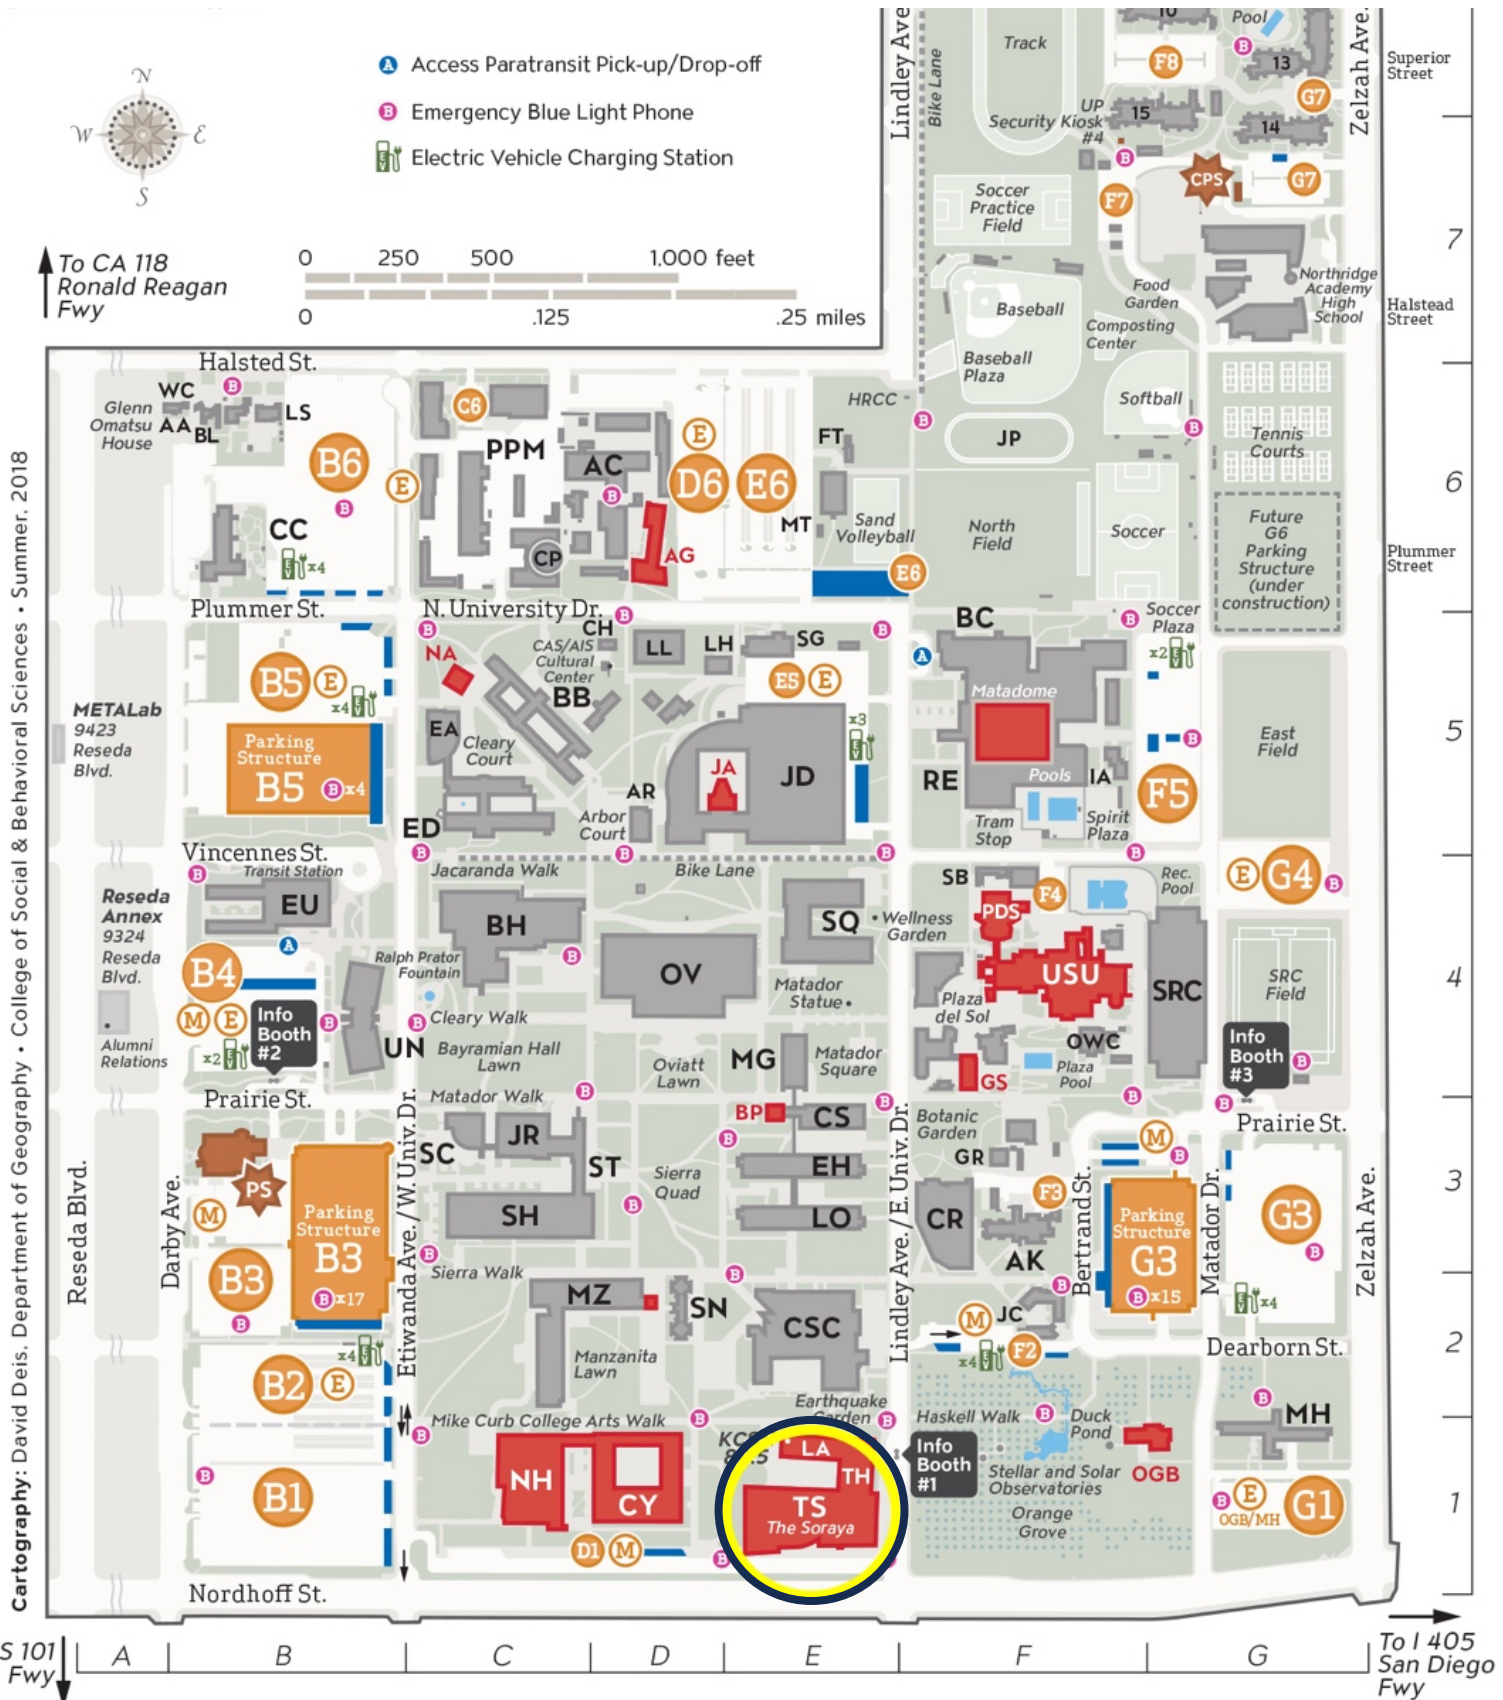 N
W
E
S
A Access Paratransit Pick-up/Drop-off
B Emergency Blue Light Phone
EV Electric Vehicle Charging Station
0 250 500 1,000 feet
0 .125 .25 miles
To CA 118
Ronald Reagan
Fwy
Lindley Ave
Bike Lane
Track
10
Pool
B
13
F8
G7
Zelzah Ave.
Superior
Street
UP
Security Kiosk
#4
15
14
B
CPS
G7
F7
Soccer
Practice
Field
7
Northridge
Academy
High
School
Halstead
Street
Food
Garden
Baseball
Composting
Center
Baseball
Plaza
Softball
HRCC
B
JP
B
Tennis
Courts
Halsted St.
WC
B
Glenn
Omatsu
House
AA
BL
LS
B6
E
B
CC
EV x4
C6
PPM
AC
B
CP
AG
E
D6
E6
FT
MT
Sand
Volleyball
E6
North
Field
Soccer
Future
G6
Parking
Structure
(under
construction)
6
Plummer
Street
Plummer St.
N. University Dr.
B
B
B
CH
NA
CAS/AIS
Cultural
Center
BB
LL
LH
SG
E5
E
BC
B
Soccer
Plaza
A
x2 EV
B5
E
x4 EV
Parking
Structure
B5
B x4
METALab
9423
Reseda
Blvd.
EA
Cleary
Court
x3
EV
JA
JD
AR
Arbor
Court
ED
Matadome
RE
Pools
IA
B
F5
Tram
Stop
Spirit
Plaza
East
Field
5
Vincennes St.
Transit Station
B
B
B
B
B
Jacaranda Walk
Bike Lane
Reseda
Annex
9324
Reseda
Blvd.
EU
A
B4
M
E
x2 EV
Info
Booth
#2
B
Alumni
Relations
UN
BH
Ralph Prator
Fountain
B
B
Cleary Walk
Bayramian Hall
Lawn
OV
SQ
Wellness
Garden
Matador
Statue
SB
F4
PDS
USU
Rec.
Pool
E
G4
B
SRC
SRC
Field
Plaza
del Sol
OWC
GS
Plaza
Pool
Info
Booth
#3
B
4
Prairie St.
Matador Walk
B
Oviatt
Lawn
MG
Matador
Square
B
BP
CS
B
Botanic
Garden
B
B
Prairie St.
PS
M
Parking
Structure
B3
B x17
B3
B
SC
JR
ST
SH
Sierra
Quad
B
EH
LO
GR
F3
CR
AK
M
B
Parking
Structure
G3
B x15
G3
B
EV x4
3
Reseda Blvd.
Darby Ave.
Etiwanda Ave. / W. Univ. Dr.
Lindley Ave. / E. Univ. Dr.
Bertrand St.
Matador Dr.
Zelzah Ave.
B
Sierra Walk
B
MZ
SN
CSC
B
JC
M
F2
x4 EV
Dearborn St.
2
x4 EV
B2
E
Manzanita
Lawn
Earthquake
Garden
Mike Curb College Arts Walk
B
B
B
Haskell Walk
B
Duck
Pond
B
MH
B
B1
NH
CY
D1
M
LA
TH
TS
The Soraya
B
Info
Booth
#1
Stellar and Solar
Observatories
Orange
Grove
OGB
B
E
OGB/MH
G1
1
Nordhoff St.
S 101
Fwy
A B C D E F G
To I 405
San Diego
Fwy
Cartography: David Deis. Department of Geography • College of Social & Behavioral Sciences • Summer. 2018